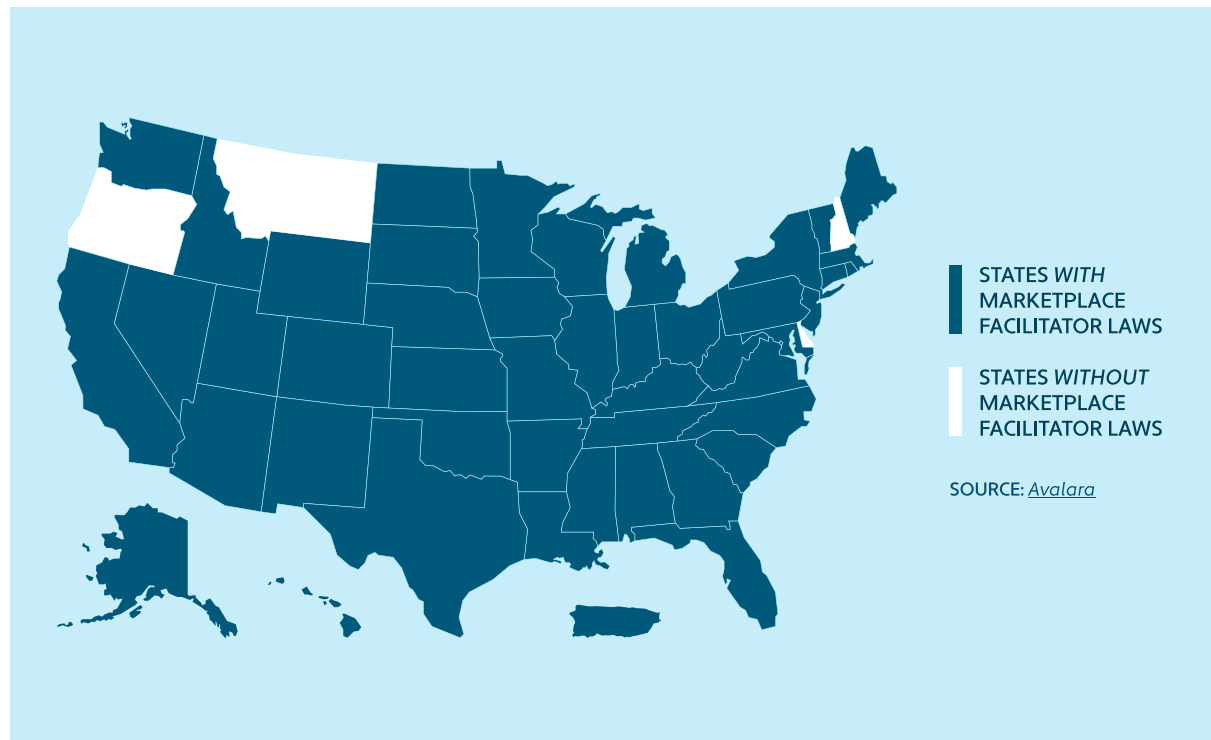 STATES WITH
MARKETPLACE
FACILITATOR LAWS
STATES WITHOUT
MARKETPLACE
FACILITATOR LAWS
SOURCE: Avalara